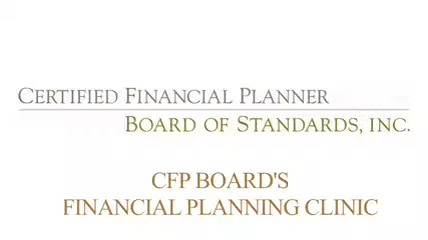 CERTIFIED FINANCIAL PLANNER
BOARD OF STANDARDS, INC.
CFP BOARD'S
FINANCIAL PLANNING CLINIC